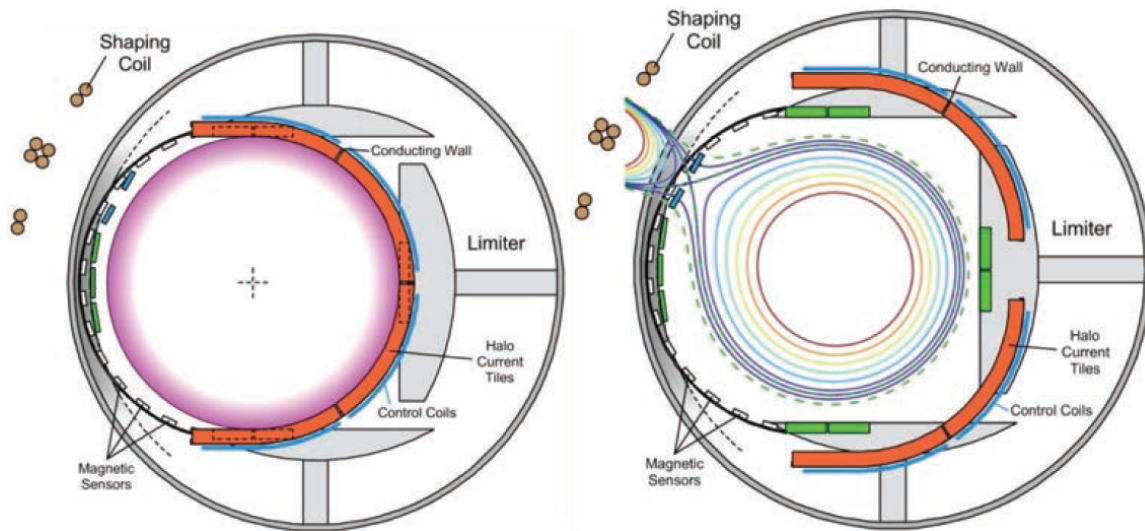 Shaping
Coil
Conducting Wall
Limiter
Halo
Current
Tiles
Control Coils
Magnetic
Sensors
Shaping
Coil
Conducting Wall
Limiter
Halo
Current
Tiles
Control Coils
Magnetic
Sensors